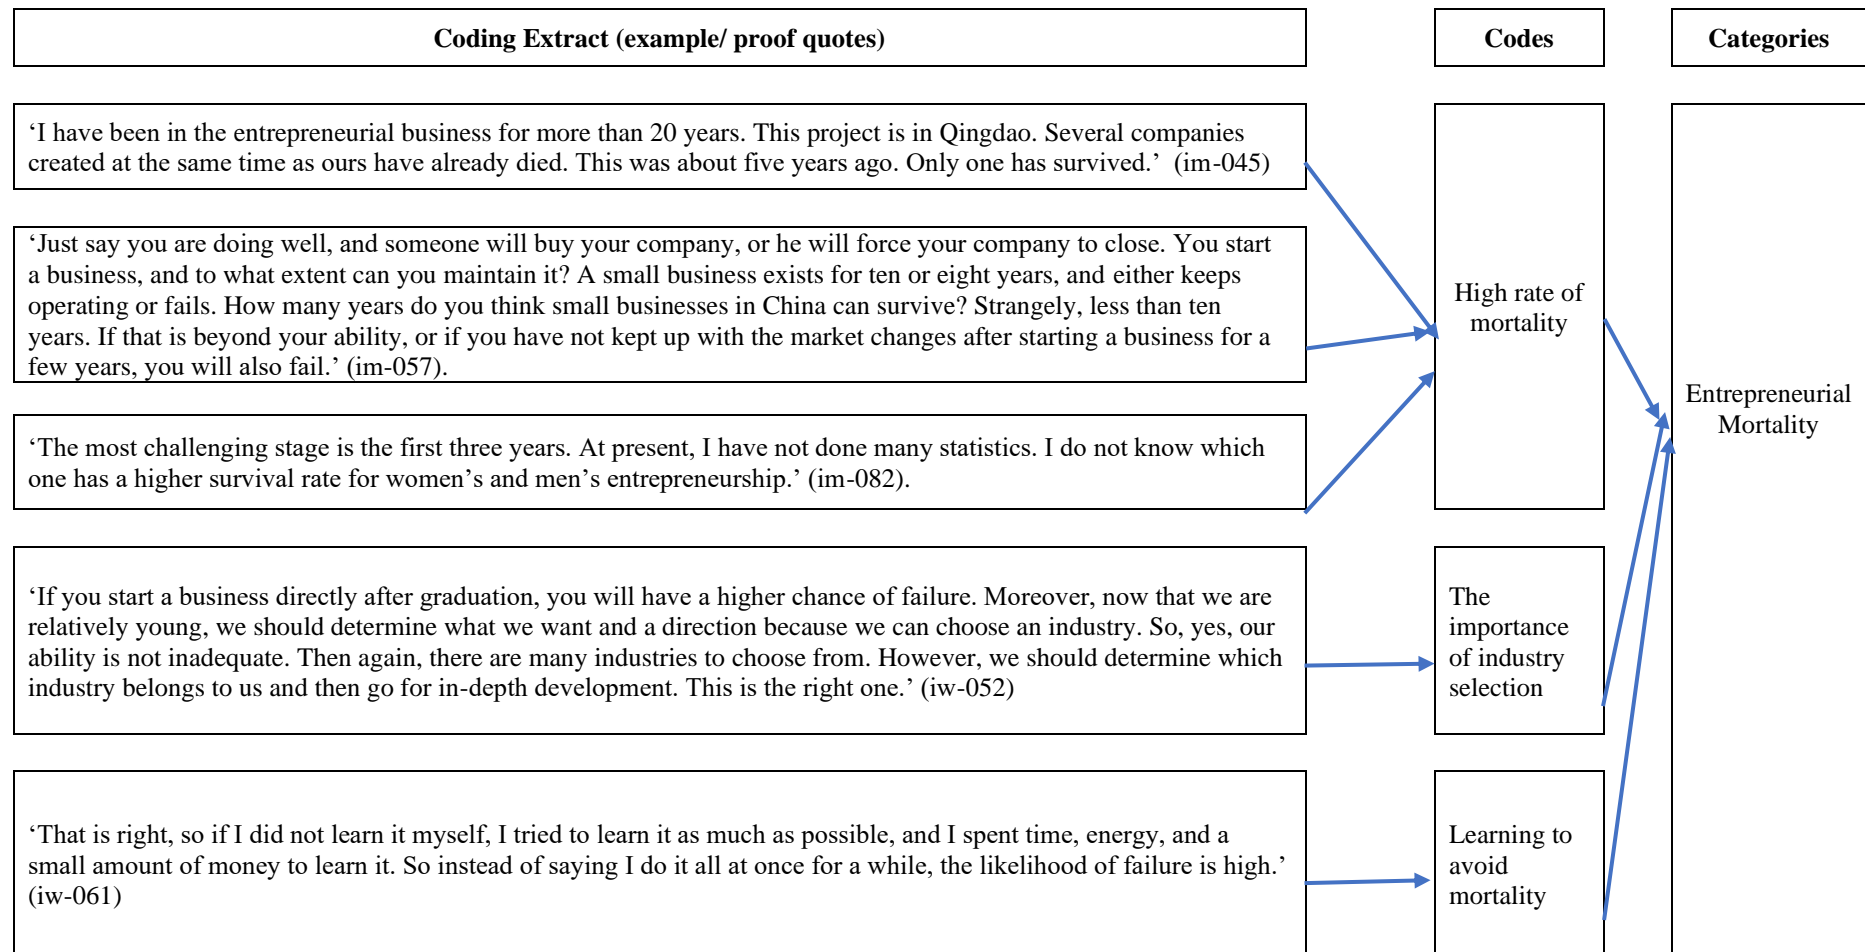 Coding Extract (example/ proof quotes)
Codes
Categories
‘I have been in the entrepreneurial business for more than 20 years. This project is in Qingdao. Several companies
created at the same time as ours have already died. This was about five years ago. Only one has survived.’ (im-045)
‘Just say you are doing well, and someone will buy your company, or he will force your company to close. You start
a business, and to what extent can you maintain it? A small business exists for ten or eight years, and either keeps
operating or fails. How many years do you think small businesses in China can survive? Strangely, less than ten
years. If that is beyond your ability, or if you have not kept up with the market changes after starting a business for a
few years, you will also fail.’ (im-057).
‘The most challenging stage is the first three years. At present, I have not done many statistics. I do not know which
one has a higher survival rate for women’s and men’s entrepreneurship.’ (im-082).
High rate of
mortality
Entrepreneurial
Mortality
‘If you start a business directly after graduation, you will have a higher chance of failure. Moreover, now that we are
relatively young, we should determine what we want and a direction because we can choose an industry. So, yes, our
ability is not inadequate. Then again, there are many industries to choose from. However, we should determine which
industry belongs to us and then go for in-depth development. This is the right one.’ (iw-052)
The
importance
of industry
selection
‘That is right, so if I did not learn it myself, I tried to learn it as much as possible, and I spent time, energy, and a
small amount of money to learn it. So instead of saying I do it all at once for a while, the likelihood of failure is high.’
(iw-061)
Learning to
avoid
mortality